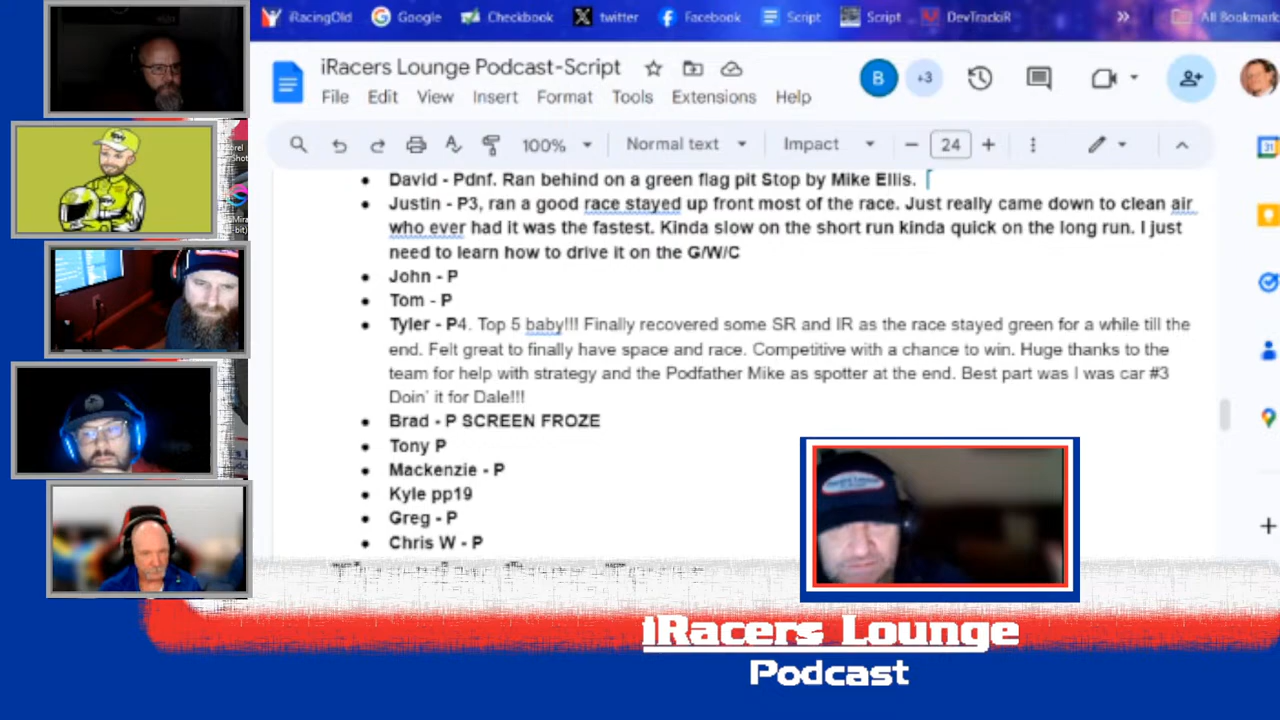 iRacingOld Google Checkbook twitter Facebook Script Script DevTrackiR » All Bookmark
iRacers Lounge Podcast-Script
B +3
File Edit View Insert Format Tools Extensions Help
100% Normal text Impact 24
David - Pdnf. Ran behind on a green flag pit Stop by Mike Ellis.
Justin - P3, ran a good race stayed up front most of the race. Just really came down to clean air
who ever had it was the fastest. Kinda slow on the short run kinda quick on the long run. I just
need to learn how to drive it on the G/W/C
John - P
Tom - P
Tyler - P4. Top 5 baby!!! Finally recovered some SR and IR as the race stayed green for a while till the
end. Felt great to finally have space and race. Competitive with a chance to win. Huge thanks to the
team for help with strategy and the Podfather Mike as spotter at the end. Best part was I was car #3
Doin' it for Dale!!!
Brad - P SCREEN FROZE
Tony P
Mackenzie - P
Kyle pp19
Greg - P
Chris W - P
iRacers Lounge
Podcast